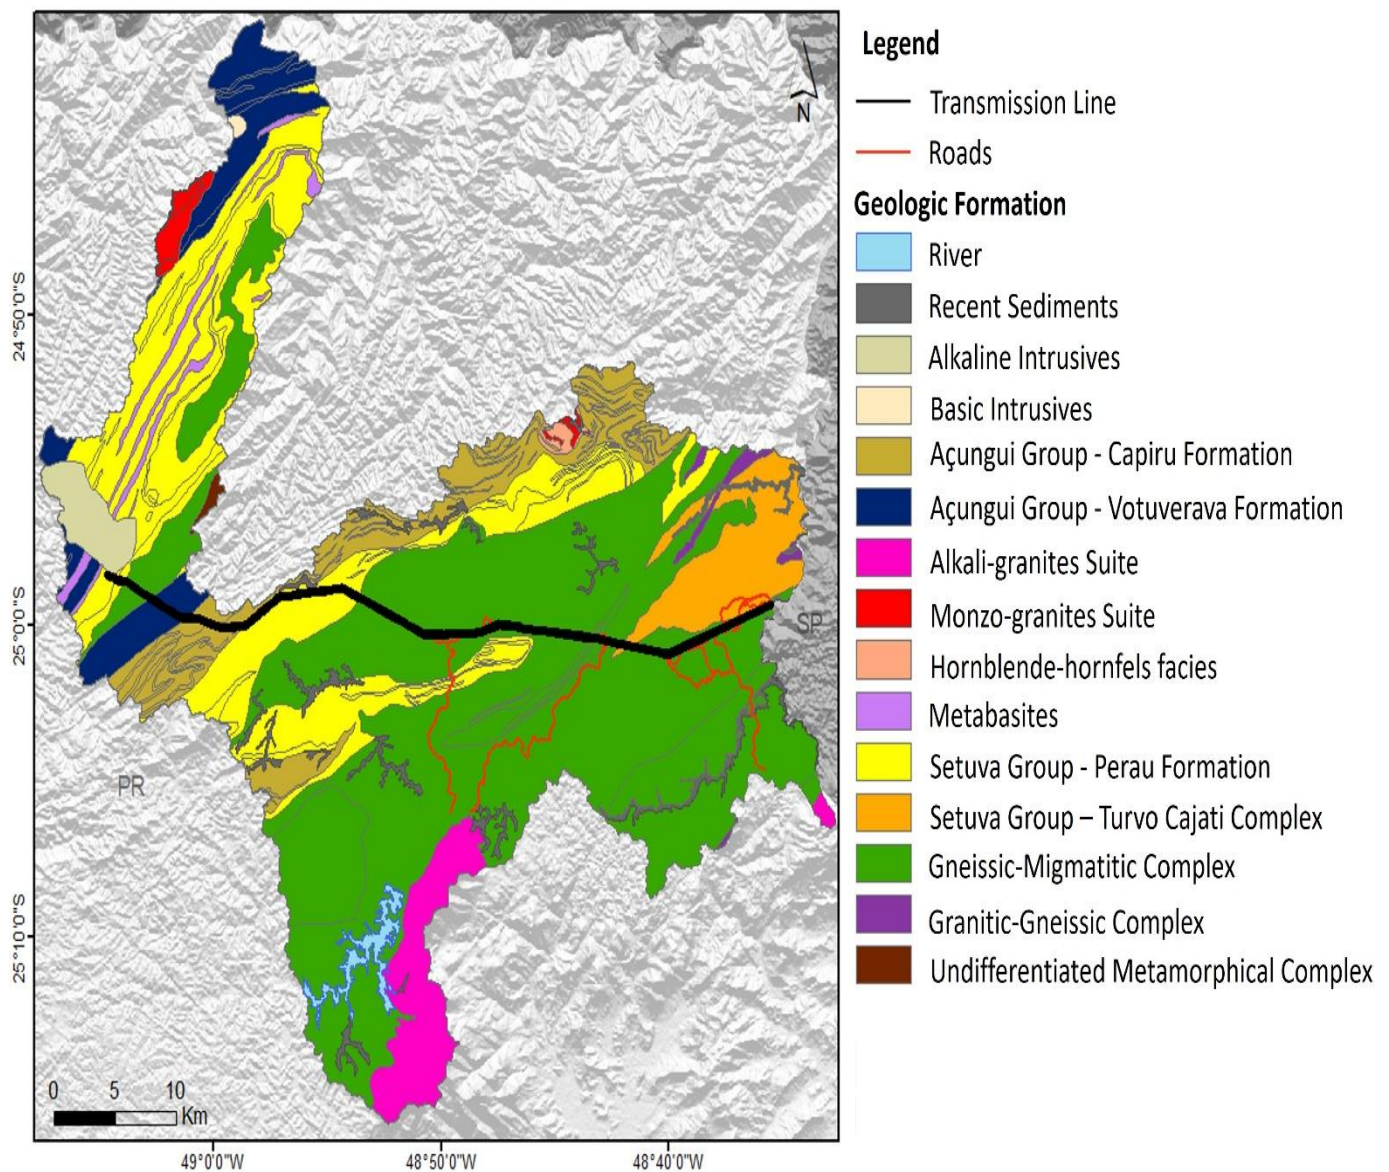 N
24°50'0"S
25°0'0"S
25°10'0"S
PR
SP
0 5 10
Km
49°0'0"W 48°50'0"W 48°40'0"W
Legend
Transmission Line
Roads
Geologic Formation
River
Recent Sediments
Alkaline Intrusives
Basic Intrusives
Açungui Group - Capiru Formation
Açungui Group - Votuverava Formation
Alkali-granites Suite
Monzo-granites Suite
Hornblende-hornfels facies
Metabasites
Setuva Group - Perau Formation
Setuva Group – Turvo Cajati Complex
Gneissic-Migmatitic Complex
Granitic-Gneissic Complex
Undifferentiated Metamorphical Complex